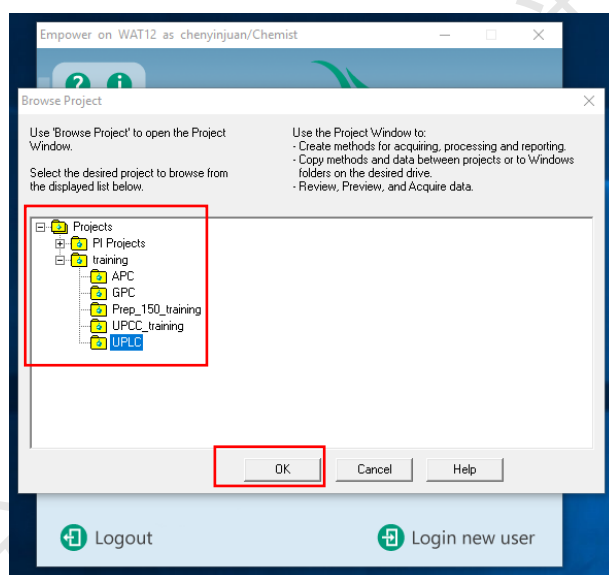 Empower on WAT12 as chenyinjuan/Chemist
Browse Project
Use 'Browse Project' to open the Project
Window.
Select the desired project to browse from
the displayed list below.
Use the Project Window to:
- Create methods for acquiring, processing and reporting.
- Copy methods and data between projects or to Windows
folders on the desired drive.
- Review, Preview, and Acquire data.
Projects
PI Projects
training
APC
GPC
Prep_150_training
UPCC_training
UPLC
OK
Cancel
Help
Logout
Login new user